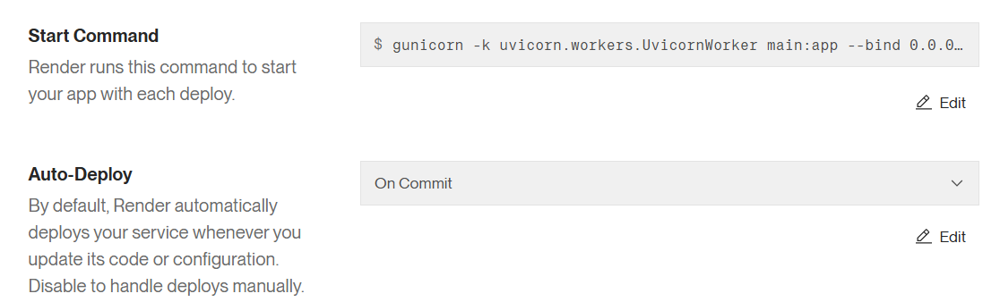 Start Command
$ gunicorn -k uvicorn.workers.UvicornWorker main:app --bind 0.0.0…
Render runs this command to start
your app with each deploy.
Edit
Auto-Deploy
On Commit
By default, Render automatically
deploys your service whenever you
update its code or configuration.
Disable to handle deploys manually.
Edit